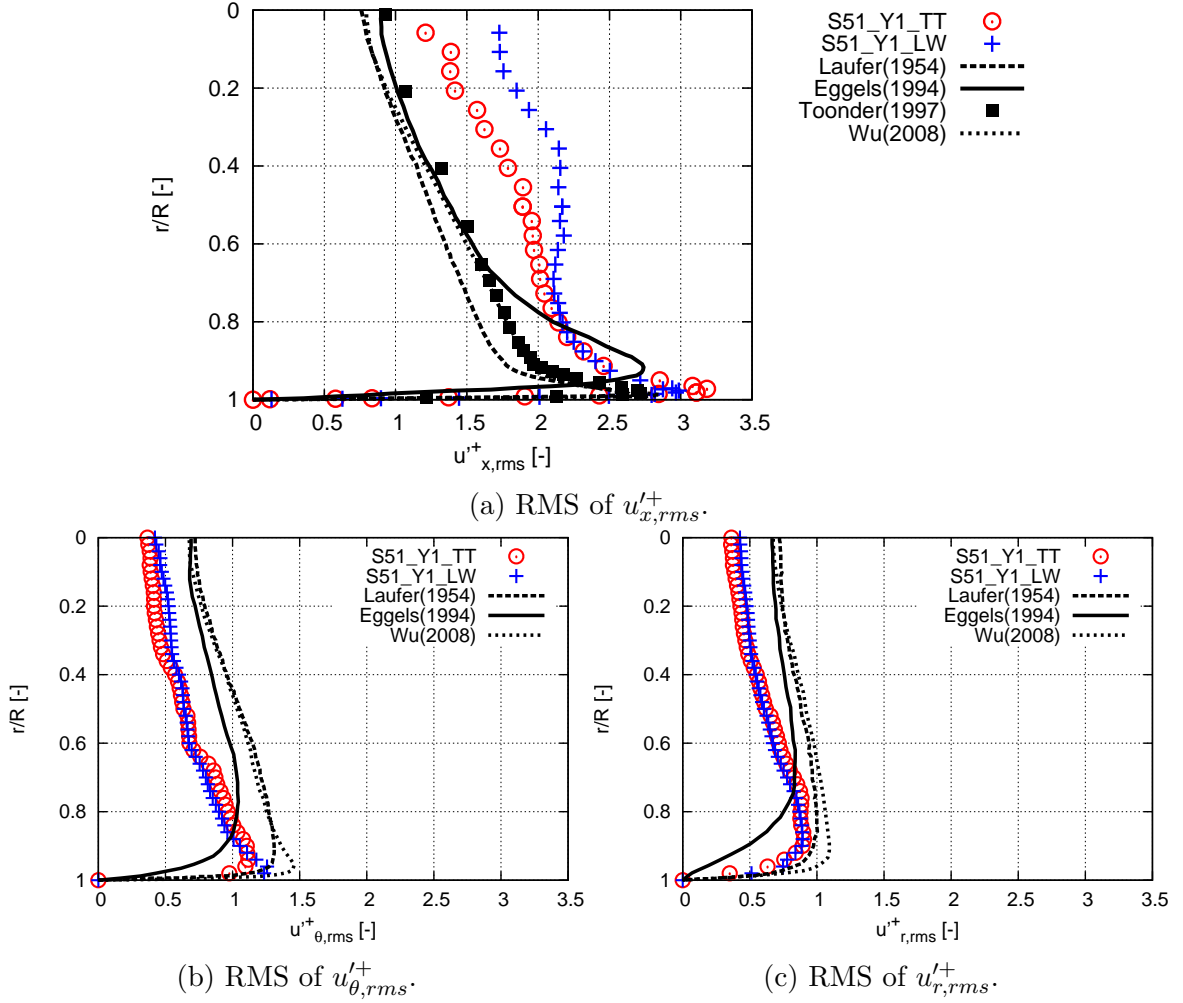 S51_Y1_TT
S51_Y1_LW
Laufer(1954)
Eggels(1994)
Toonder(1997)
Wu(2008)
0
0.2
0.4
0.6
0.8
1
r/R [-]
0 0.5 1 1.5 2 2.5 3 3.5
u'⁺x,rms [-]
(a) RMS of u'⁺x,rms.
S51_Y1_TT
S51_Y1_LW
Laufer(1954)
Eggels(1994)
Wu(2008)
0
0.2
0.4
0.6
0.8
1
r/R [-]
0 0.5 1 1.5 2 2.5 3 3.5
u'⁺θ,rms [-]
(b) RMS of u'⁺θ,rms.
S51_Y1_TT
S51_Y1_LW
Laufer(1954)
Eggels(1994)
Wu(2008)
0
0.2
0.4
0.6
0.8
1
r/R [-]
0 0.5 1 1.5 2 2.5 3 3.5
u'⁺r,rms [-]
(c) RMS of u'⁺r,rms.